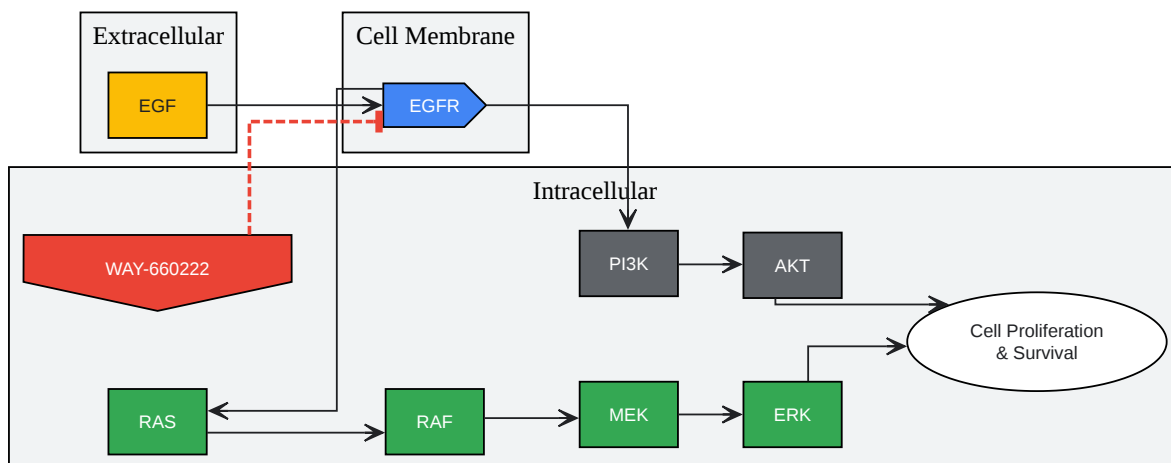 Extracellular
Cell Membrane
EGF
EGFR
Intracellular
WAY-660222
PI3K
AKT
Cell Proliferation
& Survival
RAS
RAF
MEK
ERK